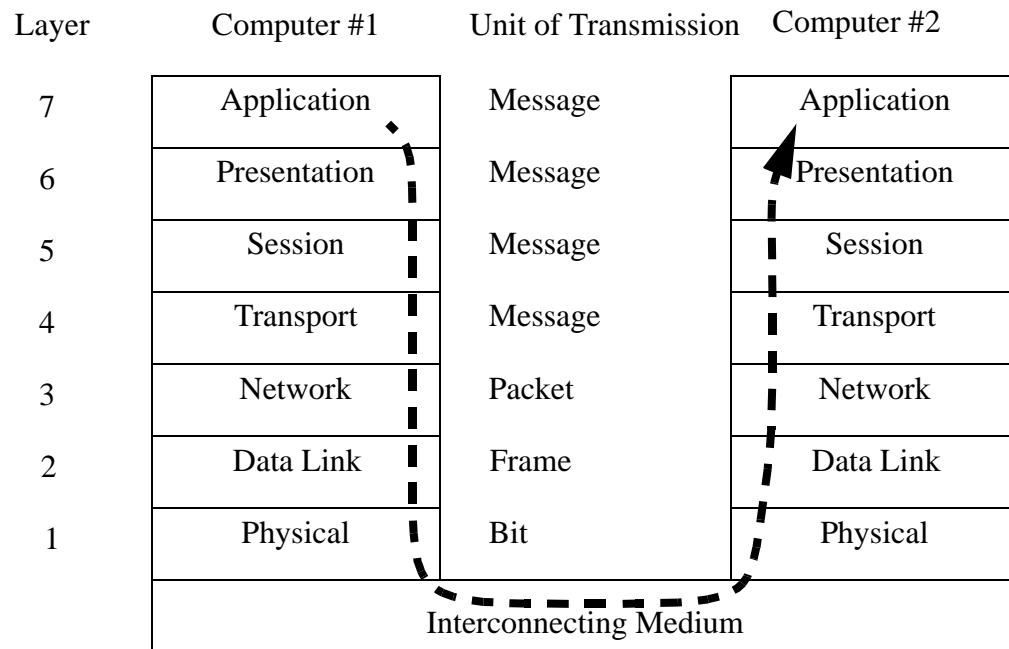 Layer Computer #1 Unit of Transmission Computer #2
7 Application Message Application
6 Presentation Message Presentation
5 Session Message Session
4 Transport Message Transport
3 Network Packet Network
2 Data Link Frame Data Link
1 Physical Bit Physical
Interconnecting Medium